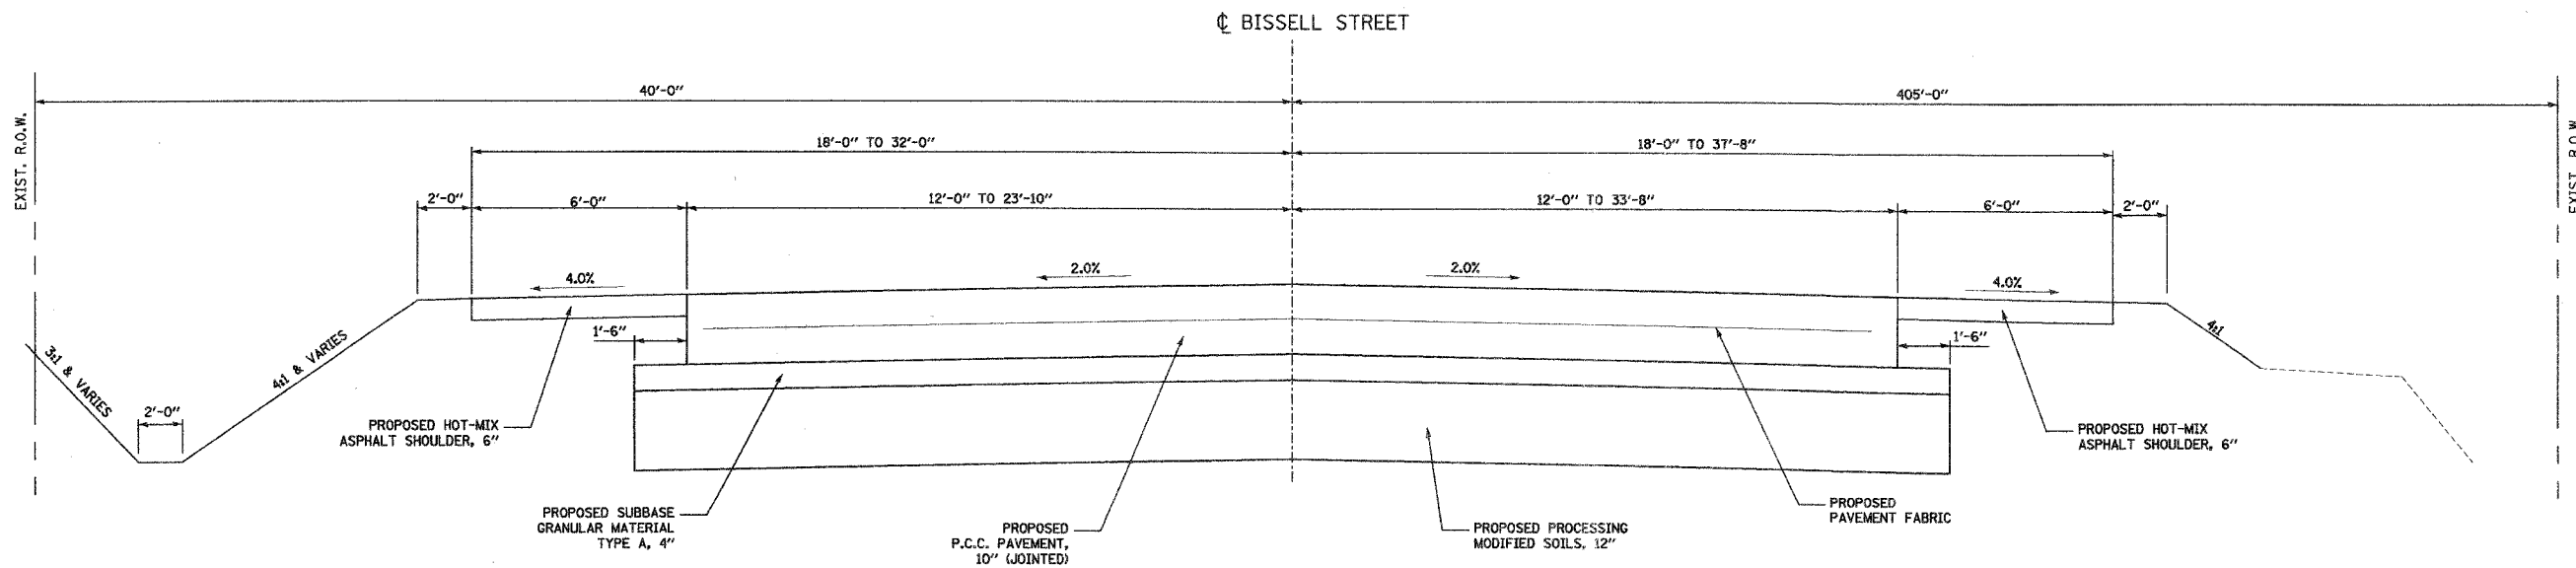 ℄ BISSELL STREET
40'-0"
405'-0"
EXIST. R.O.W.
EXIST. R.O.W.
18'-0" TO 32'-0"
18'-0" TO 37'-8"
2'-0"
6'-0"
12'-0" TO 23'-10"
12'-0" TO 33'-8"
6'-0"
2'-0"
4.0%
2.0%
2.0%
4.0%
1'-6"
1'-6"
3:1 & VARIES
2'-0"
4:1 & VARIES
4:1
PROPOSED HOT-MIX
ASPHALT SHOULDER, 6"
PROPOSED HOT-MIX
ASPHALT SHOULDER, 6"
PROPOSED SUBBASE
GRANULAR MATERIAL
TYPE A, 4"
PROPOSED
P.C.C. PAVEMENT,
10" (JOINTED)
PROPOSED PROCESSING
MODIFIED SOILS, 12"
PROPOSED
PAVEMENT FABRIC